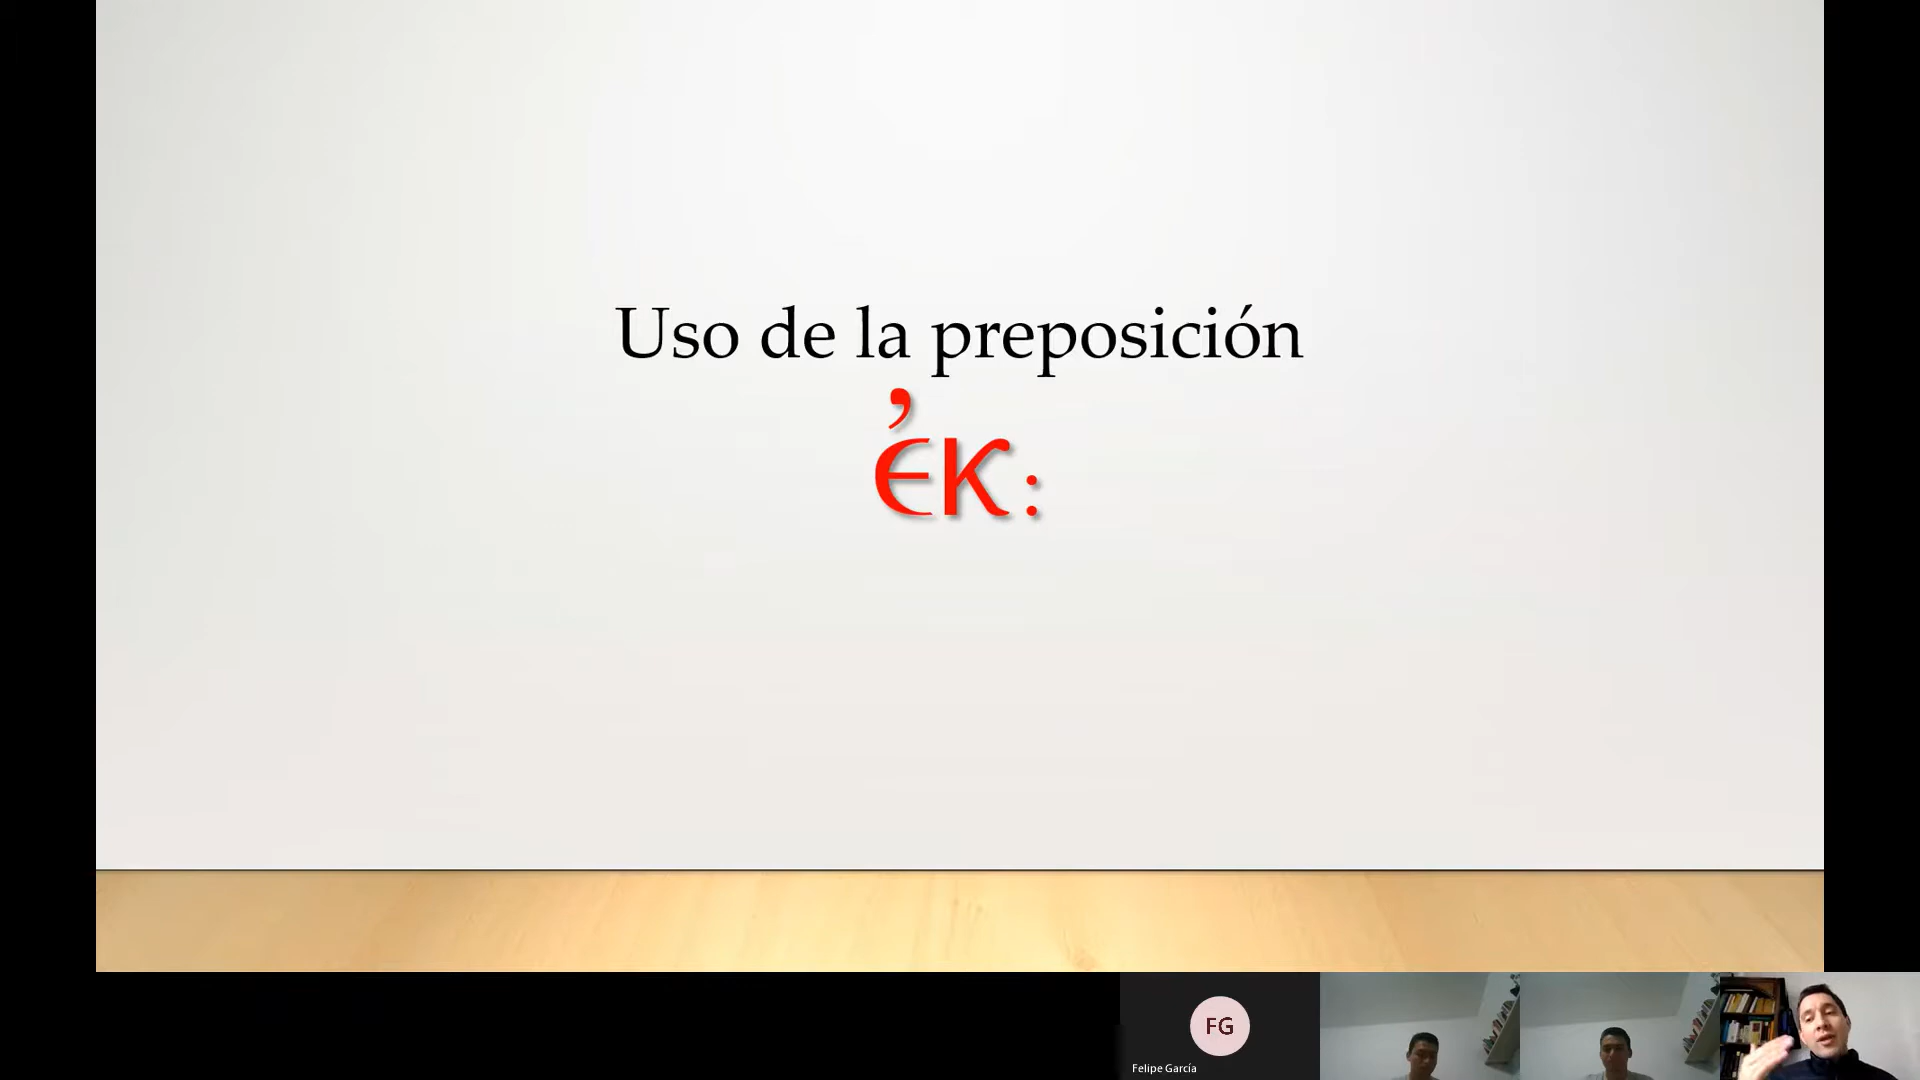 Uso de la preposición
ἐκ:
FG
Felipe García